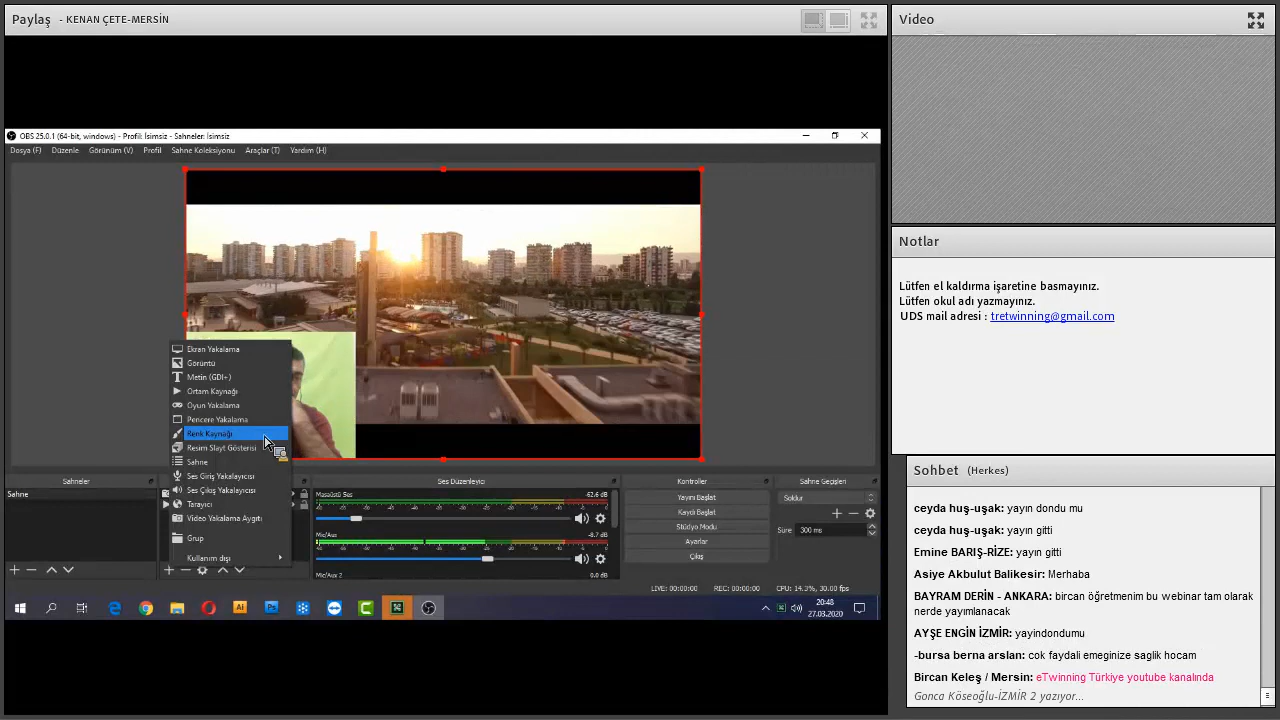 Paylaş - KENAN ÇETE-MERSİN
OBS 25.0.1 (64-bit, windows) - Profil: İsimsiz - Sahneler: İsimsiz
Dosya (F) Düzenle Görünüm (V) Profil Sahne Koleksiyonu Araçlar (T) Yardım (H)
Ekran Yakalama
Görüntü
Metin (GDI+)
Ortam Kaynağı
Oyun Yakalama
Pencere Yakalama
Renk Kaynağı
Resim Slayt Gösterisi
Sahne
Ses Giriş Yakalayıcısı
Ses Çıkış Yakalayıcısı
Tarayıcı
Video Yakalama Aygıtı
Grup
Kullanım dışı
Sahneler
Sahne
Ses Düzenleyici
Masaüstü Ses -62.6 dB
Mic/Aux -8.7 dB
Mic/Aux 2 0.0 dB
Kontroller
Yayını Başlat
Kaydı Başlat
Stüdyo Modu
Ayarlar
Çıkış
Sahne Geçişleri
Soldur
Süre 300 ms
LIVE: 00:00:00 REC: 00:00:00 CPU: 14.3%, 30.00 fps
20:48
27.03.2020
Video
Notlar
Lütfen el kaldırma işaretine basmayınız.
Lütfen okul adı yazmayınız.
UDS mail adresi : tretwinning@gmail.com
Sohbet (Herkes)
ceyda huş-uşak: yayın dondu mu
ceyda huş-uşak: yayın gitti
Emine BARIŞ-RİZE: yayın gitti
Asiye Akbulut Balikesir: Merhaba
BAYRAM DERİN - ANKARA: bircan öğretmenim bu webinar tam olarak
nerde yayımlanacak
AYŞE ENGİN İZMİR: yayindondumu
-bursa berna arslan: cok faydali emeginize saglik hocam
Bircan Keleş / Mersin: eTwinning Türkiye youtube kanalında
Gonca Köseoğlu-İZMİR 2 yazıyor...